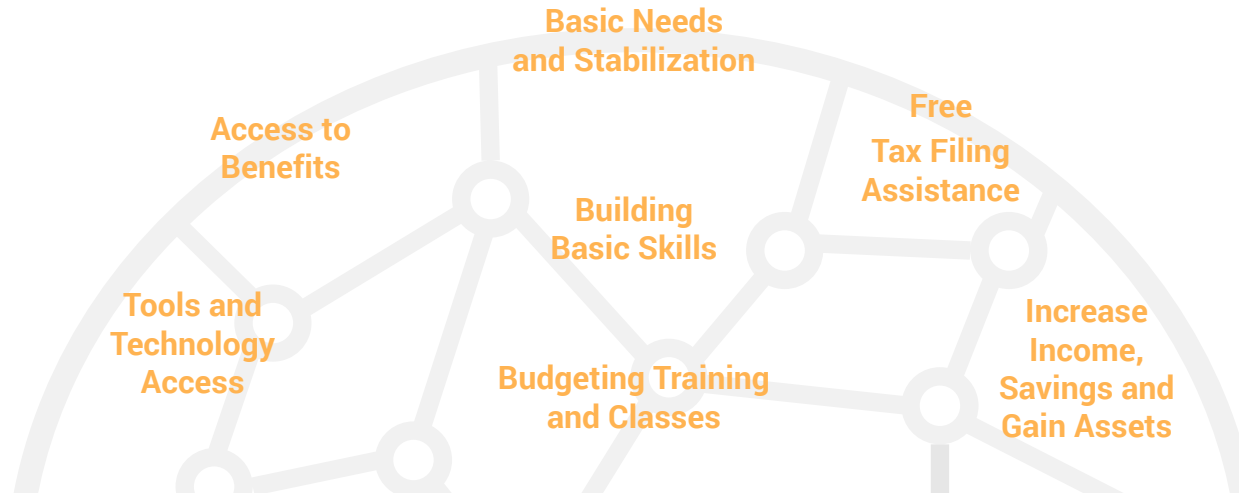 Basic Needs
and Stabilization
Free
Tax Filing
Assistance
Access to
Benefits
Building
Basic Skills
Tools and
Technology
Access
Increase
Income,
Savings and
Gain Assets
Budgeting Training
and Classes